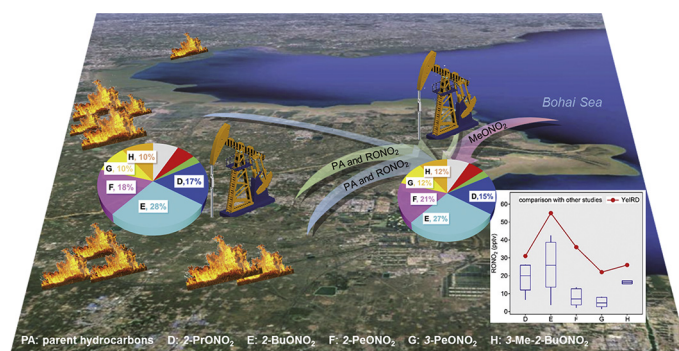 Bohai Sea
MeONO2
PA and RONO2
PA and RONO2
H, 10%
G, 10%
F, 18%
E, 28%
D,17%
H, 12%
G, 12%
F, 21%
E, 27%
D,15%
comparison with other studies
YelRD
RONO2 (pptv)
60
50
40
30
20
10
0
D E F G H
PA: parent hydrocarbons D: 2-PrONO2 E: 2-BuONO2 F: 2-PeONO2 G: 3-PeONO2 H: 3-Me-2-BuONO2